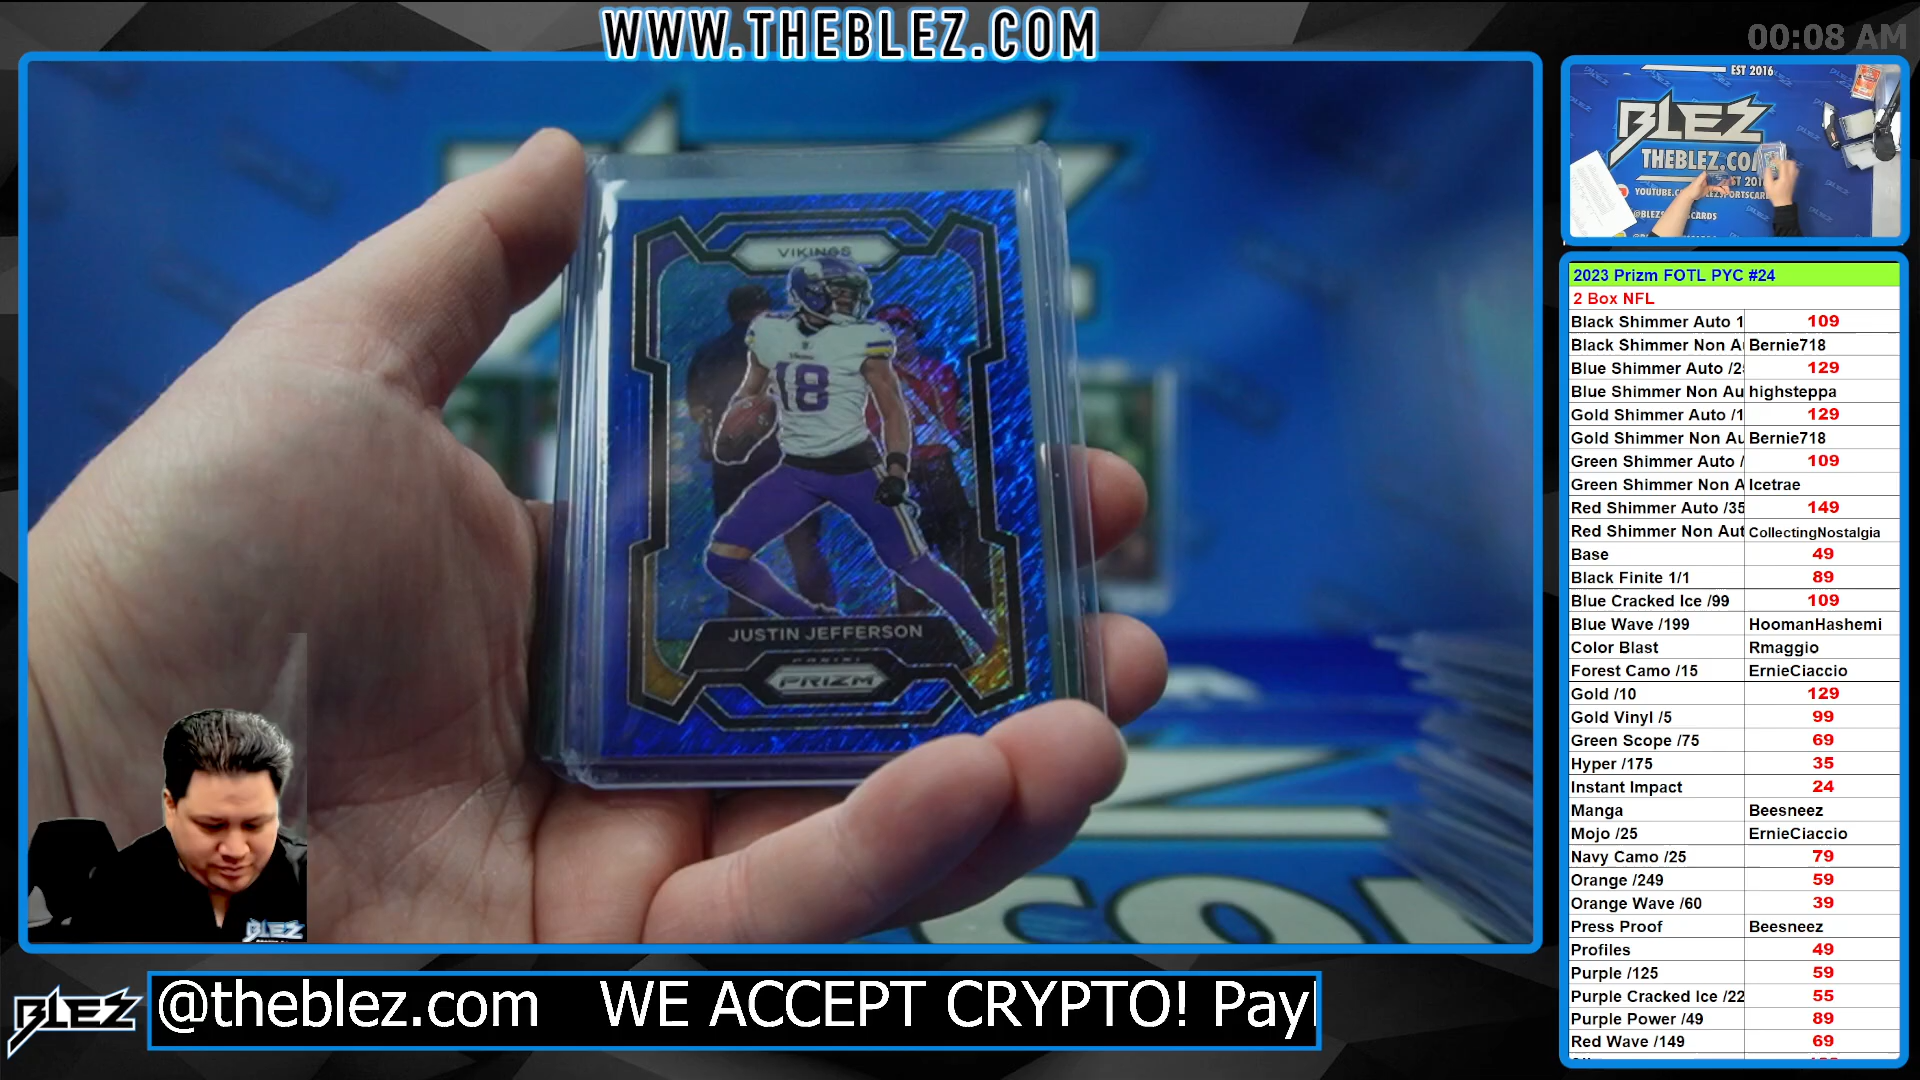 WWW.THEBLEZ.COM
00:08 AM
VIKINGS
18
JUSTIN JEFFERSON
PANINI
PRIZM
EST 2016
BLEZ
THEBLEZ.CO
2023 Prizm FOTL PYC #24
2 Box NFL
Black Shimmer Auto 1 109
Black Shimmer Non Au Bernie718
Blue Shimmer Auto /2 129
Blue Shimmer Non Au highsteppa
Gold Shimmer Auto /1 129
Gold Shimmer Non Au Bernie718
Green Shimmer Auto / 109
Green Shimmer Non A Icetrae
Red Shimmer Auto /35 149
Red Shimmer Non Aut CollectingNostalgia
Base 49
Black Finite 1/1 89
Blue Cracked Ice /99 109
Blue Wave /199 HoomanHashemi
Color Blast Rmaggio
Forest Camo /15 ErnieCiaccio
Gold /10 129
Gold Vinyl /5 99
Green Scope /75 69
Hyper /175 35
Instant Impact 24
Manga Beesneez
Mojo /25 ErnieCiaccio
Navy Camo /25 79
Orange /249 59
Orange Wave /60 39
Press Proof Beesneez
Profiles 49
Purple /125 59
Purple Cracked Ice /22 55
Purple Power /49 89
Red Wave /149 69
BLEZ
BLEZ
@theblez.com WE ACCEPT CRYPTO! Pay